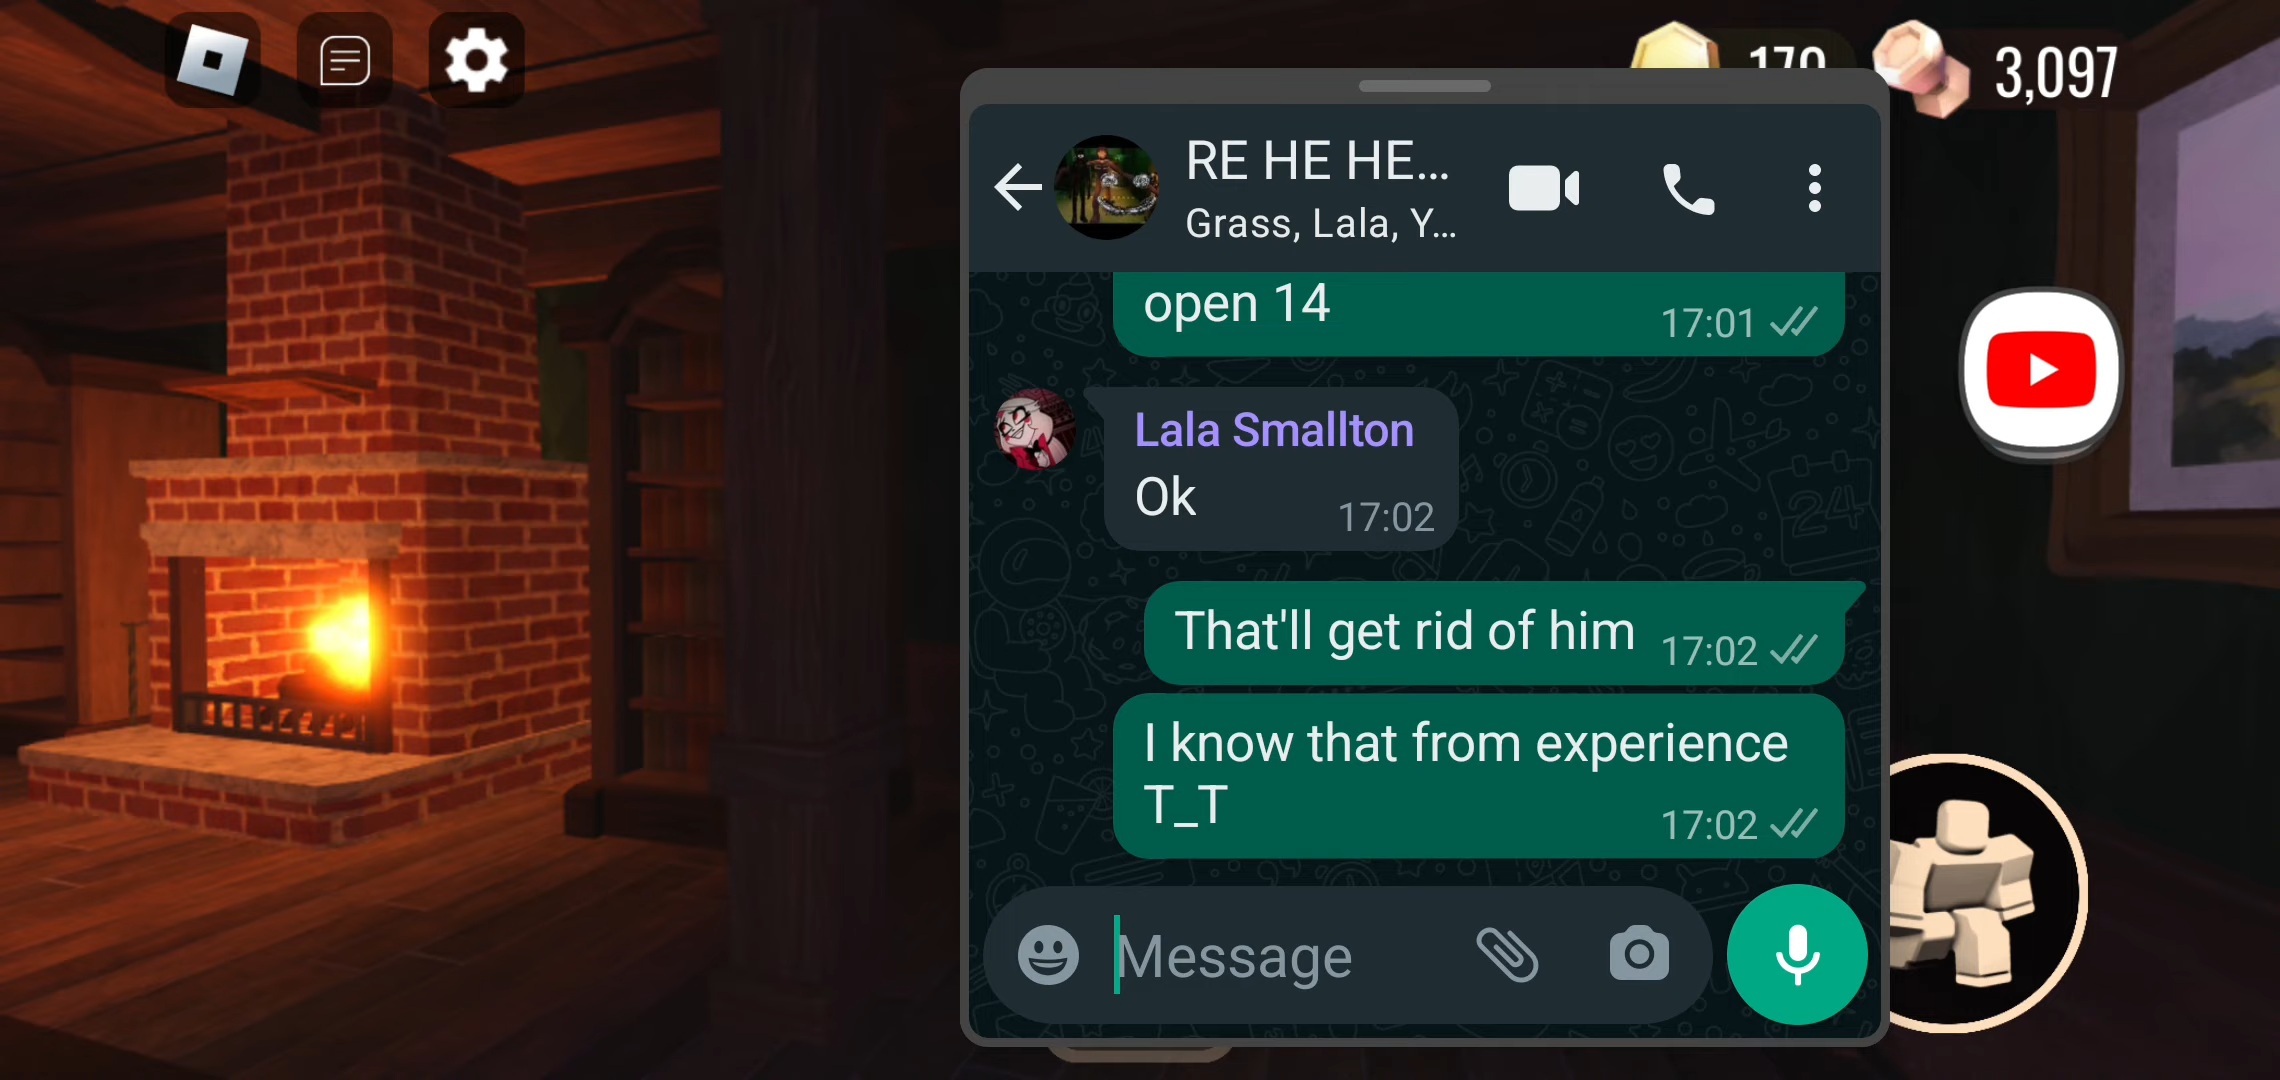 170
3,097
RE HE HE...
Grass, Lala, Y...
open 14
17:01
Lala Smallton
Ok
17:02
That'll get rid of him
17:02
I know that from experience
T_T
17:02
Message